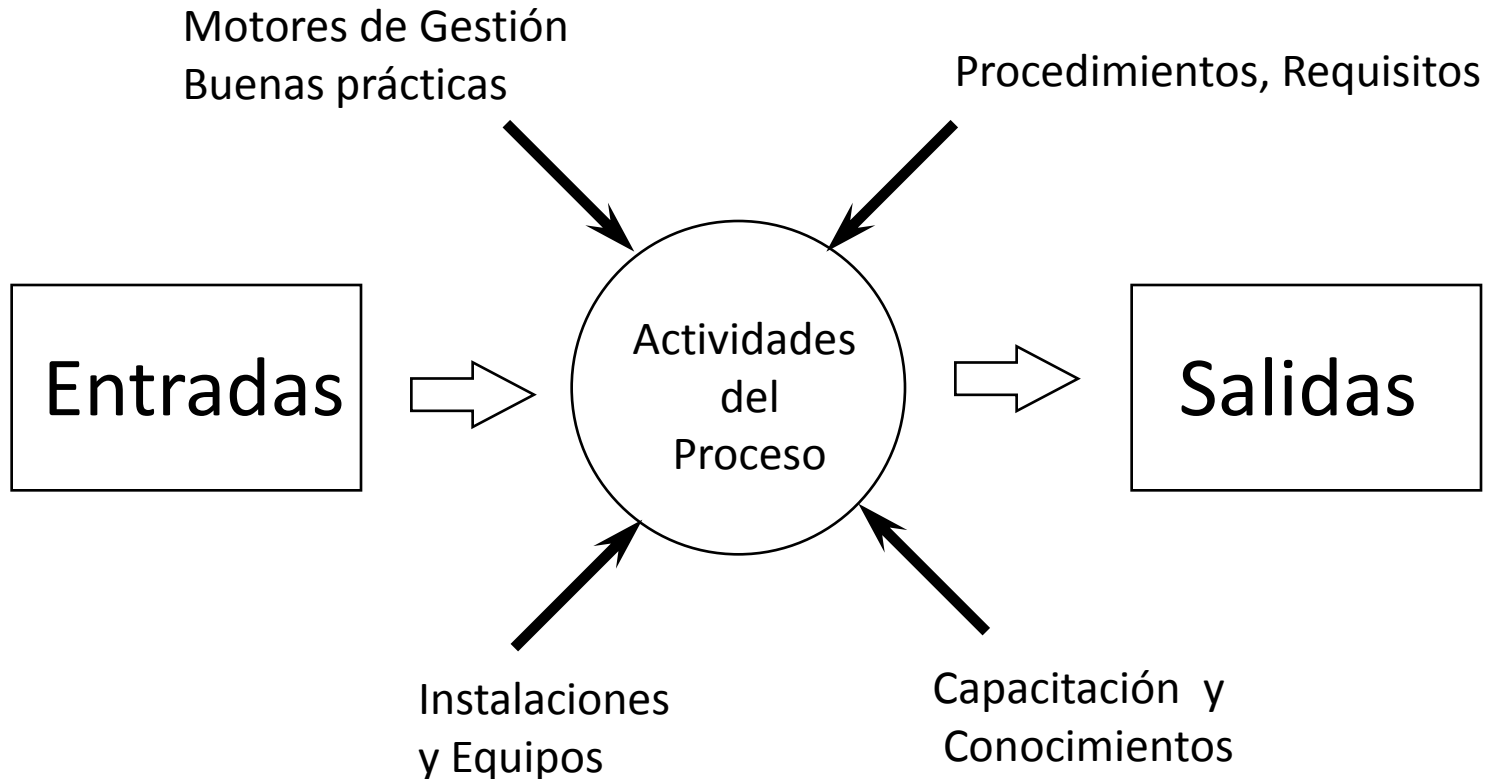 Motores de Gestión
Buenas prácticas
Procedimientos, Requisitos
Entradas
Actividades
del
Proceso
Salidas
Instalaciones
y Equipos
Capacitación y
Conocimientos